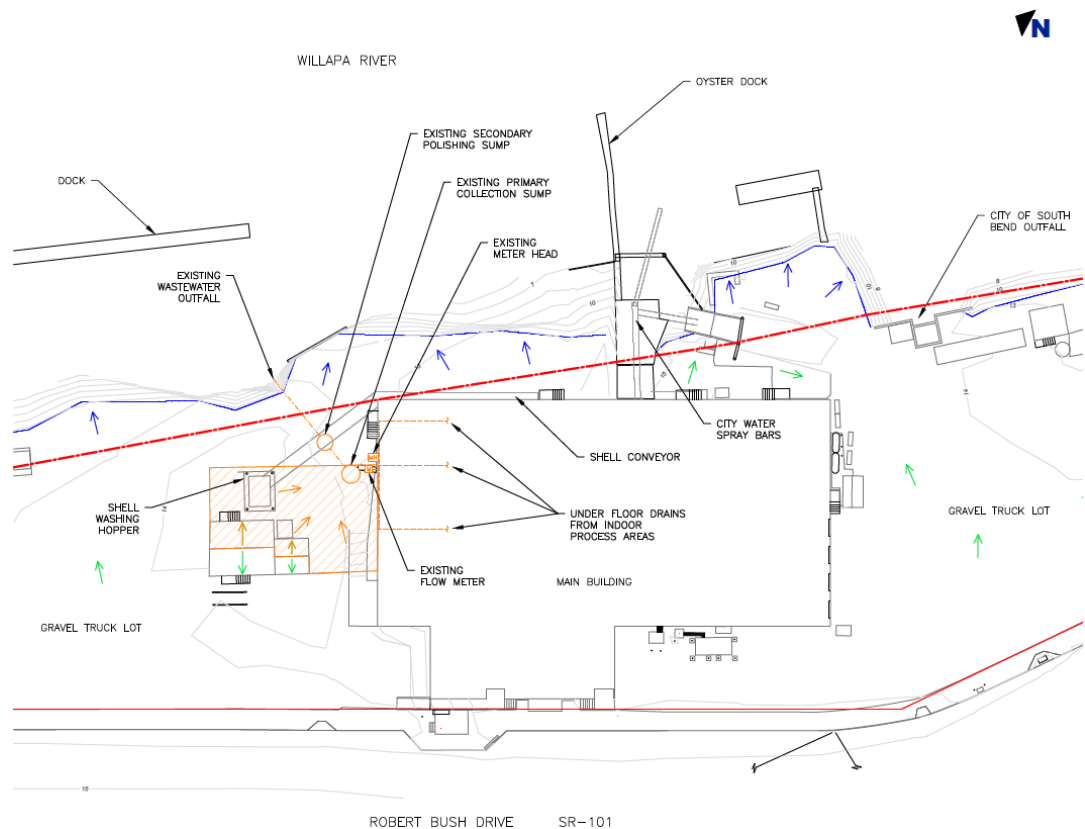 N
WILLAPA RIVER
OYSTER DOCK
EXISTING SECONDARY
POLISHING SUMP
DOCK
EXISTING PRIMARY
COLLECTION SUMP
CITY OF SOUTH
BEND OUTFALL
EXISTING
METER HEAD
EXISTING
WASTEWATER
OUTFALL
CITY WATER
SPRAY BARS
SHELL CONVEYOR
MH
SHELL
WASHING
HOPPER
UNDER FLOOR DRAINS
FROM INDOOR
PROCESS AREAS
GRAVEL TRUCK LOT
EXISTING
FLOW METER
MAIN BUILDING
GRAVEL TRUCK LOT
ROBERT BUSH DRIVE SR-101